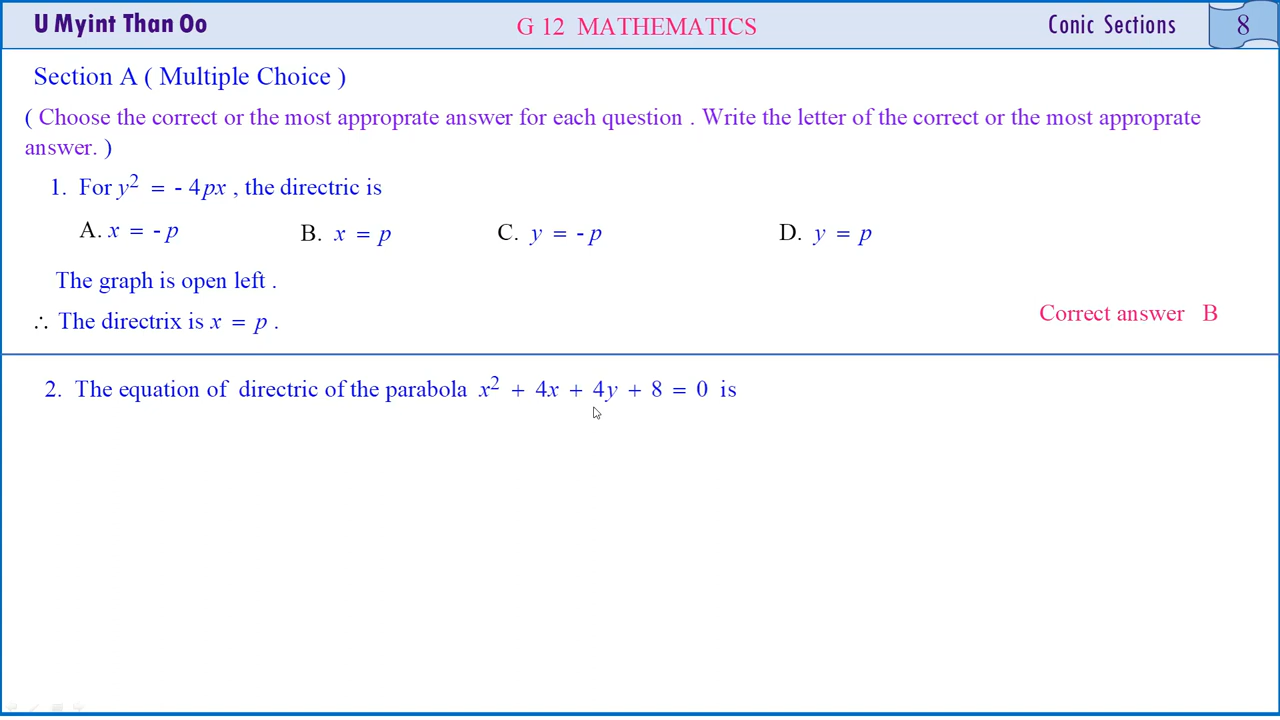 U Myint Than Oo G 12 MATHEMATICS Conic Sections 8
Section A ( Multiple Choice )
( Choose the correct or the most approprate answer for each question . Write the letter of the correct or the most approprate
answer. )
1. For y² = - 4px , the directric is
A. x = - p B. x = p C. y = - p D. y = p
The graph is open left .
∴ The directrix is x = p . Correct answer B
2. The equation of directric of the parabola x² + 4x + 4y + 8 = 0 is